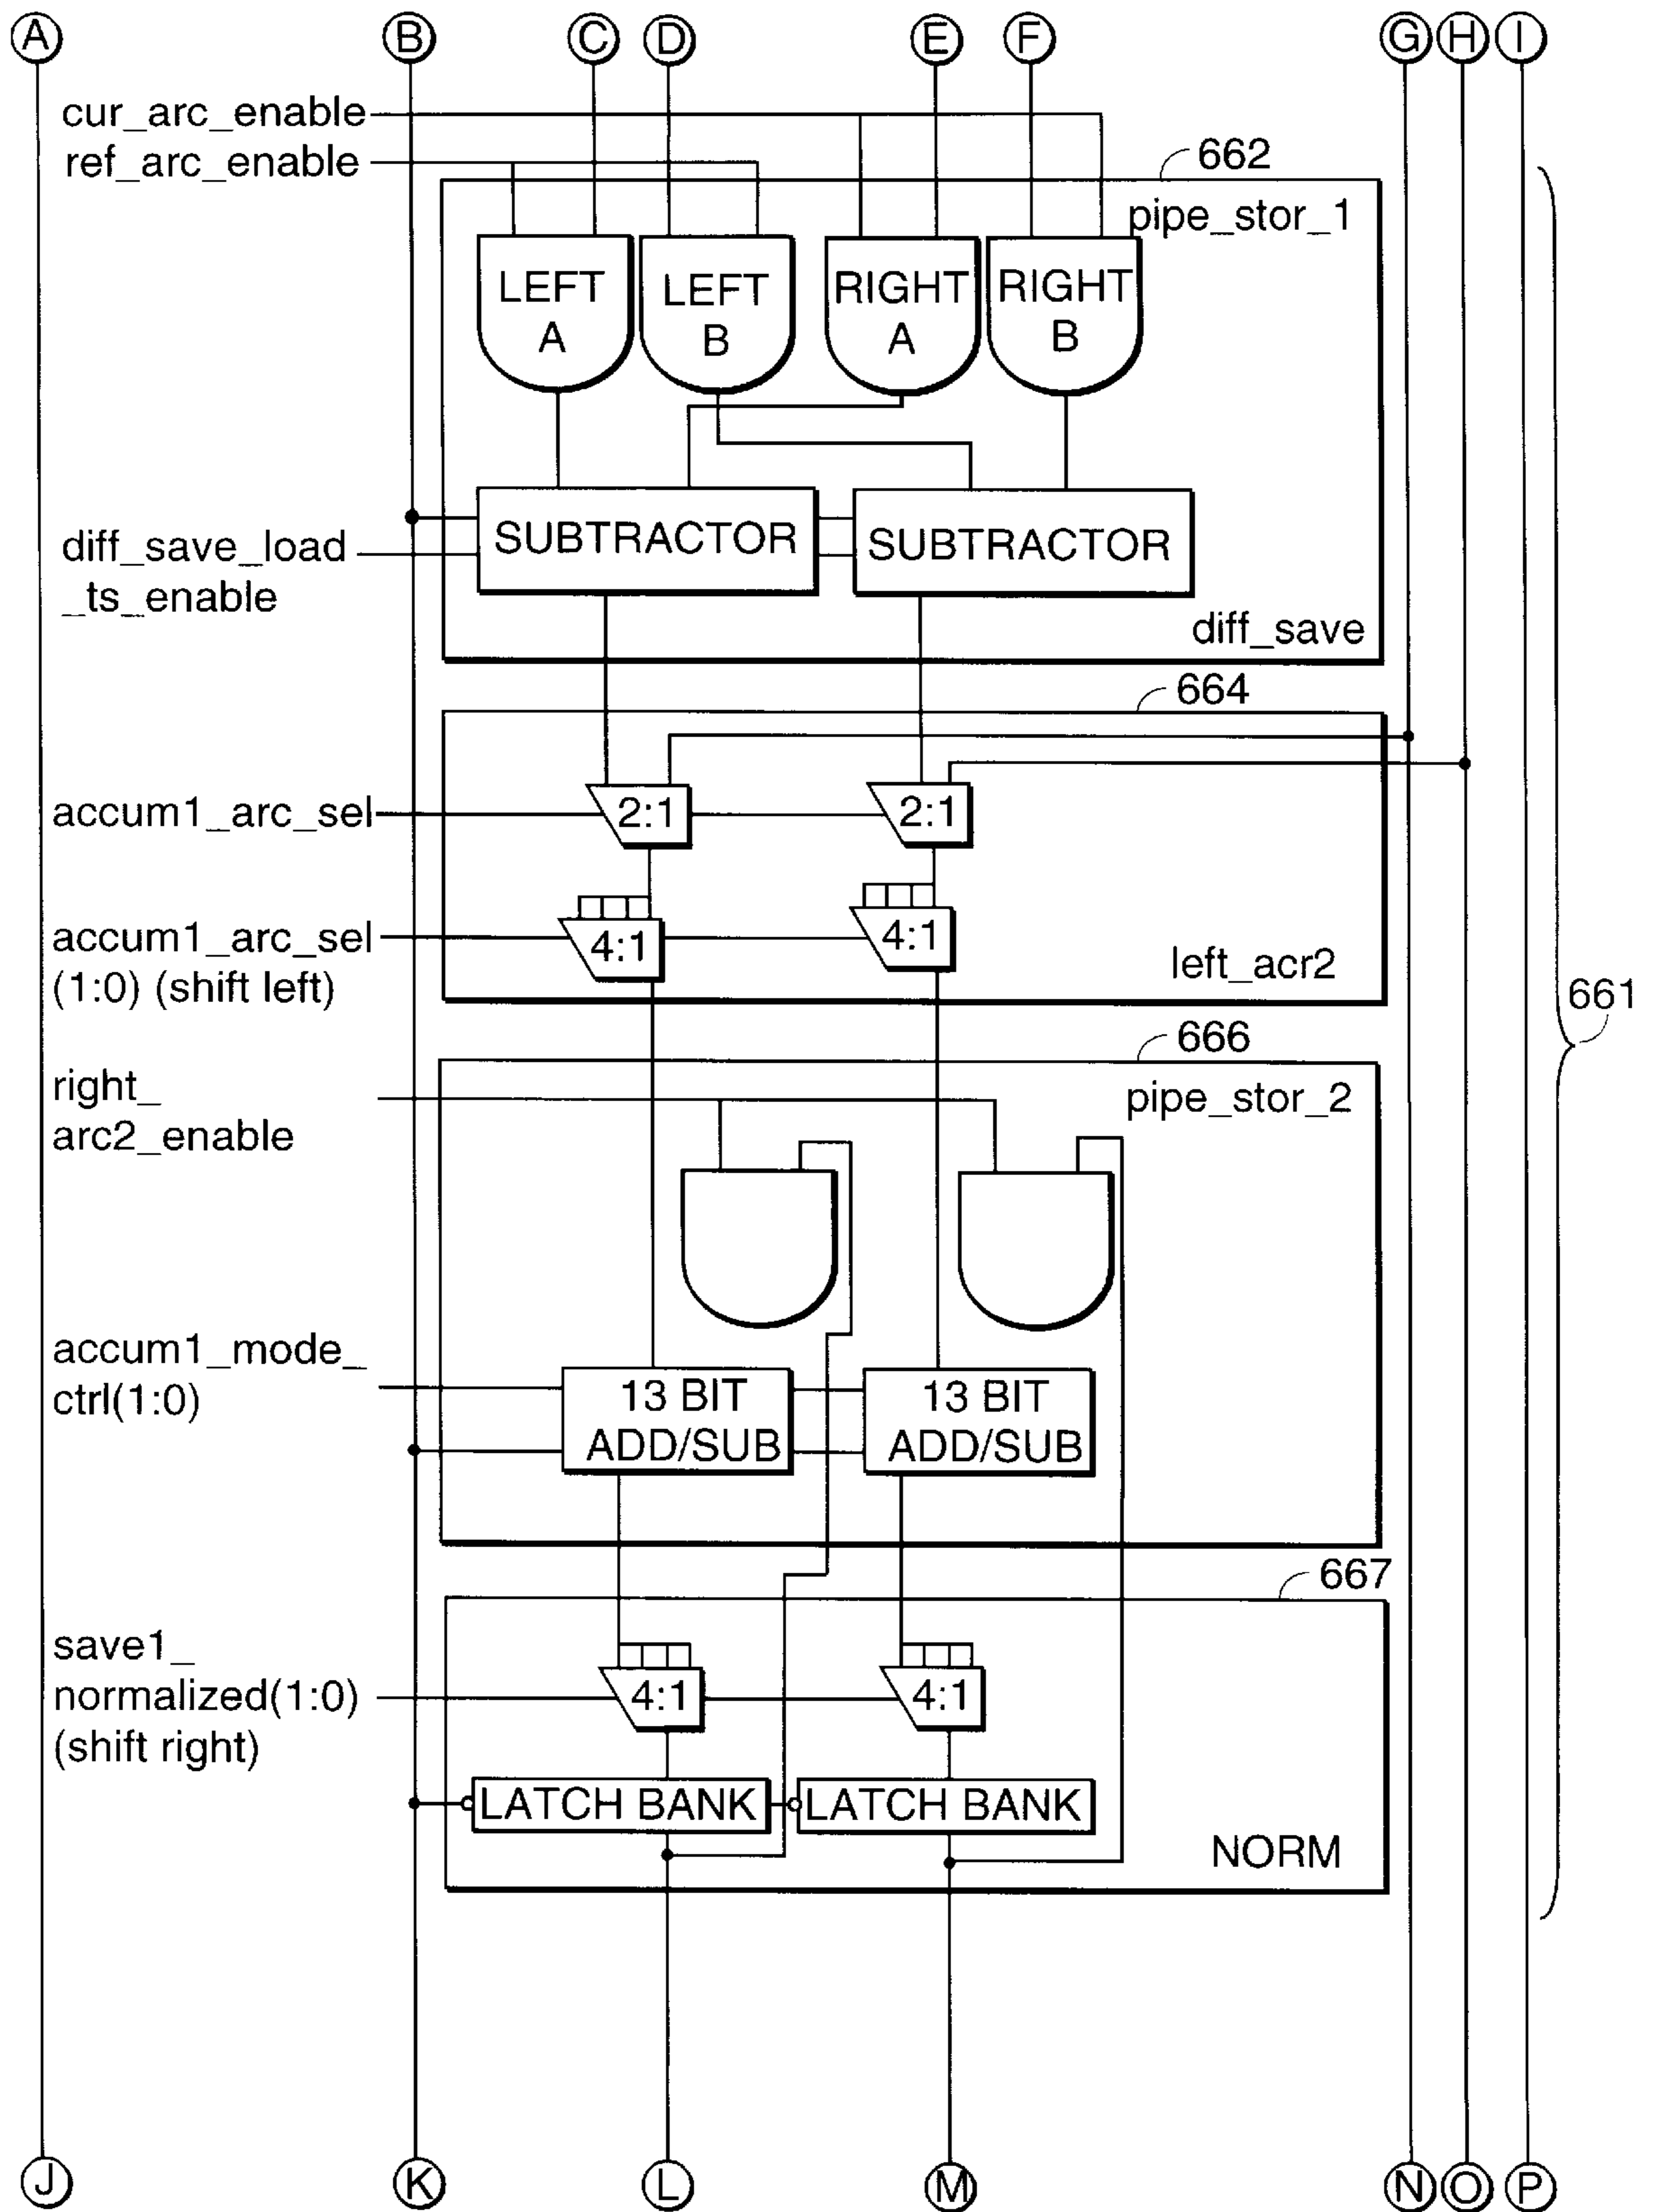 A B C D E F G H I
cur_arc_enable
ref_arc_enable
662
pipe_stor_1
LEFT
A
LEFT
B
RIGHT
A
RIGHT
B
SUBTRACTOR
SUBTRACTOR
diff_save_load
_ts_enable
diff_save
664
accum1_arc_sel
2:1
2:1
accum1_arc_sel
(1:0) (shift left)
4:1
4:1
left_acr2
661
666
right_
arc2_enable
pipe_stor_2
accum1_mode_
ctrl(1:0)
13 BIT
ADD/SUB
13 BIT
ADD/SUB
667
save1_
normalized(1:0)
(shift right)
4:1
4:1
LATCH BANK
LATCH BANK
NORM
J K L M N O P